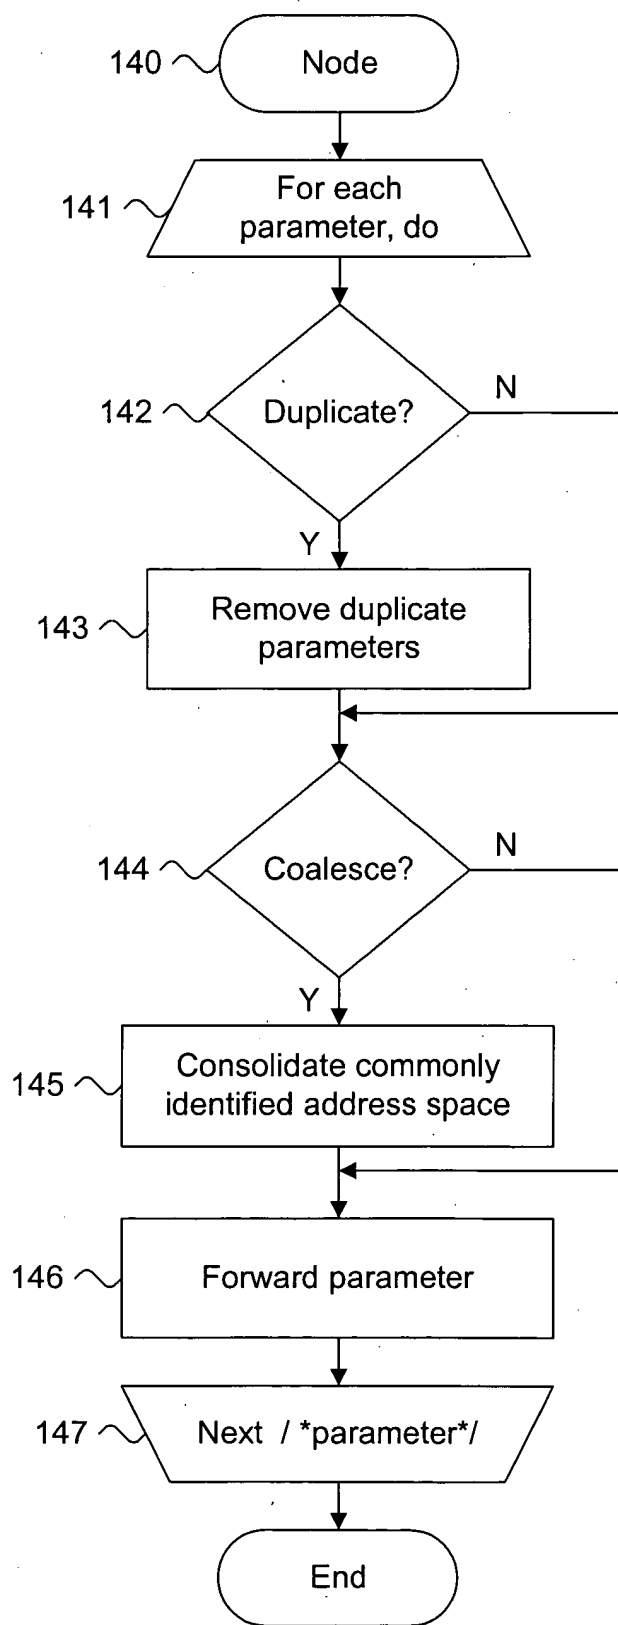 140
Node
141
For each
parameter, do
142
Duplicate?
N
Y
143
Remove duplicate
parameters
144
Coalesce?
N
Y
145
Consolidate commonly
identified address space
146
Forward parameter
147
Next / *parameter*/
End